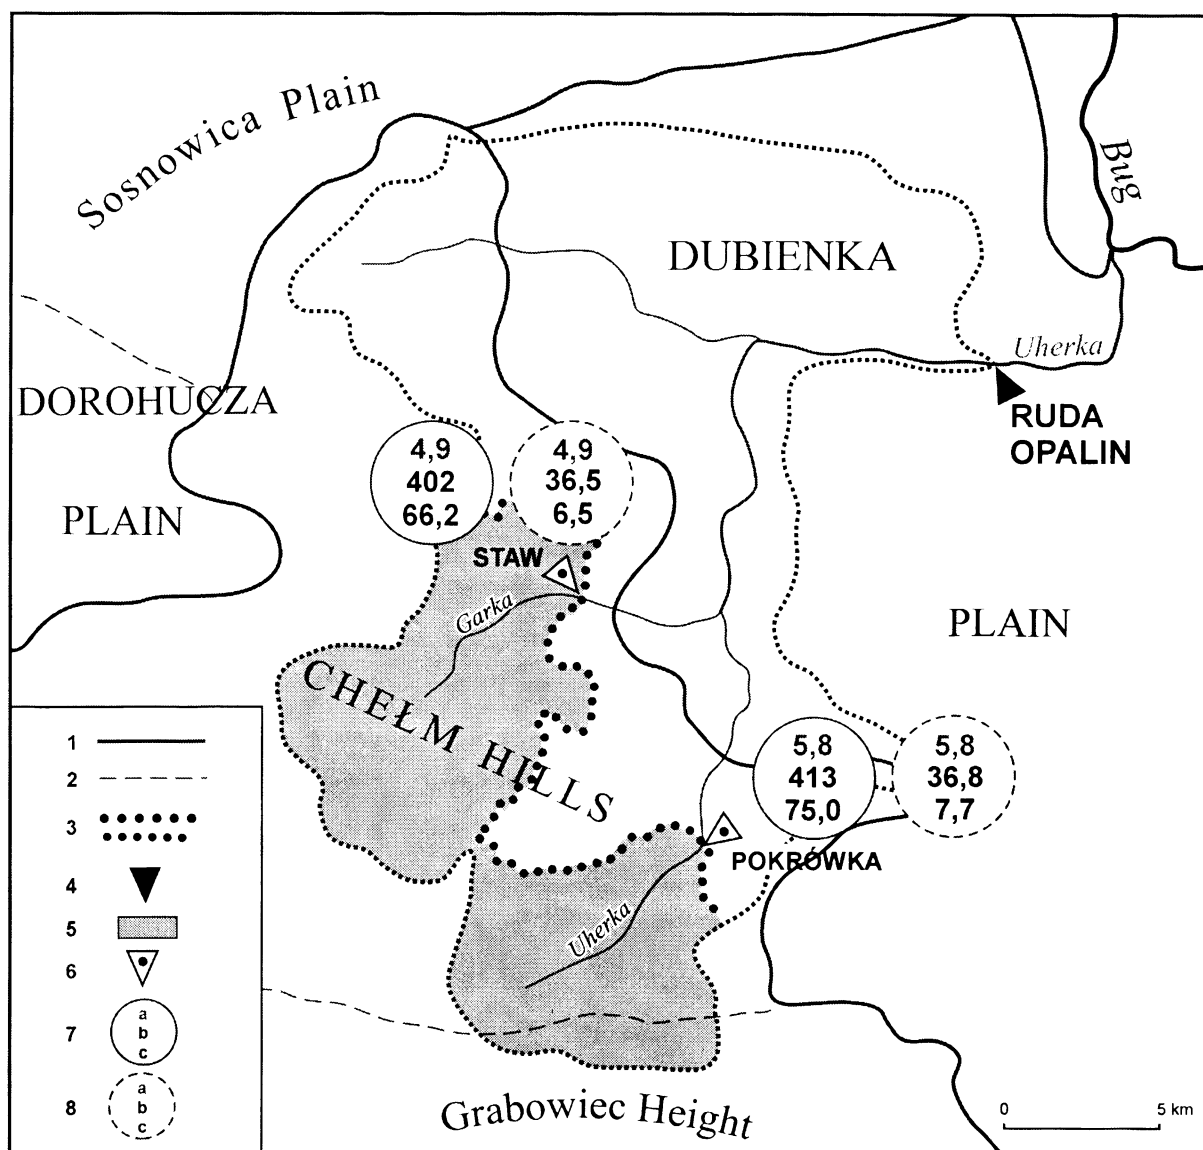 Sosnowica Plain
Bug
DUBIENKA
Uherka
DOROHUCZA
RUDA
OPALIN
4,9
402
66,2
4,9
36,5
6,5
PLAIN
STAW
Garka
PLAIN
CHEŁM HILLS
5,8
413
75,0
5,8
36,8
7,7
POKRÓWKA
Uherka
1
2
3
4
5
6
7
a
b
c
8
a
b
c
Grabowiec Height
0 5 km